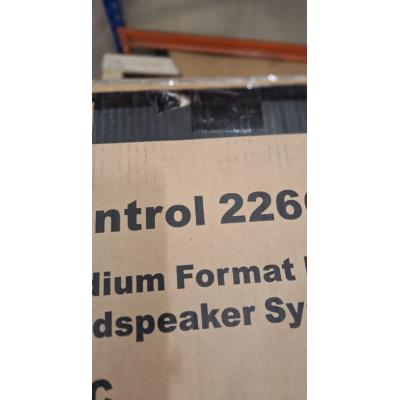 ntrol 226
dium Format
dspeaker Sy
C